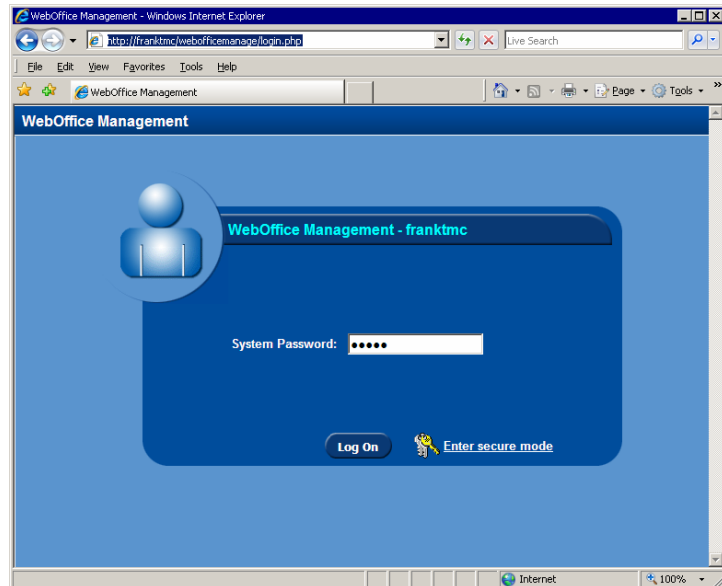 WebOffice Management - Windows Internet Explorer
http://franktmc/webofficemanage/login.php
Live Search
File Edit View Favorites Tools Help
WebOffice Management
Page Tools »
WebOffice Management
WebOffice Management - franktmc
System Password: •••••
Log On
Enter secure mode
Internet
100%